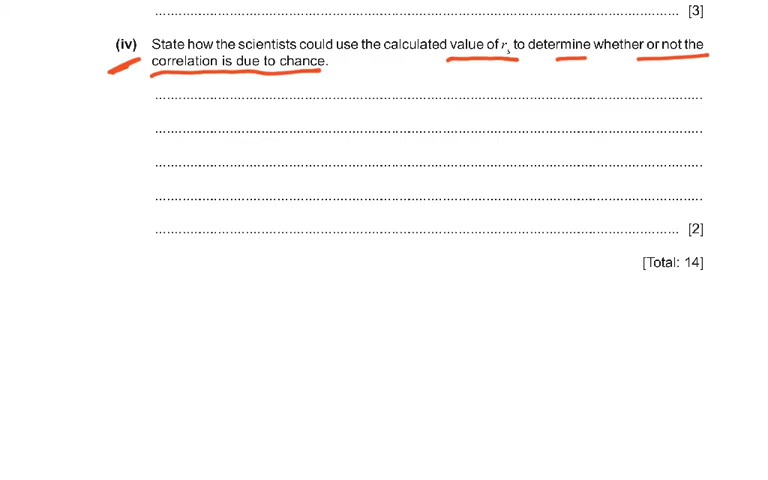 [3]
(iv) State how the scientists could use the calculated value of rs to determine whether or not the
correlation is due to chance.
[2]
[Total: 14]